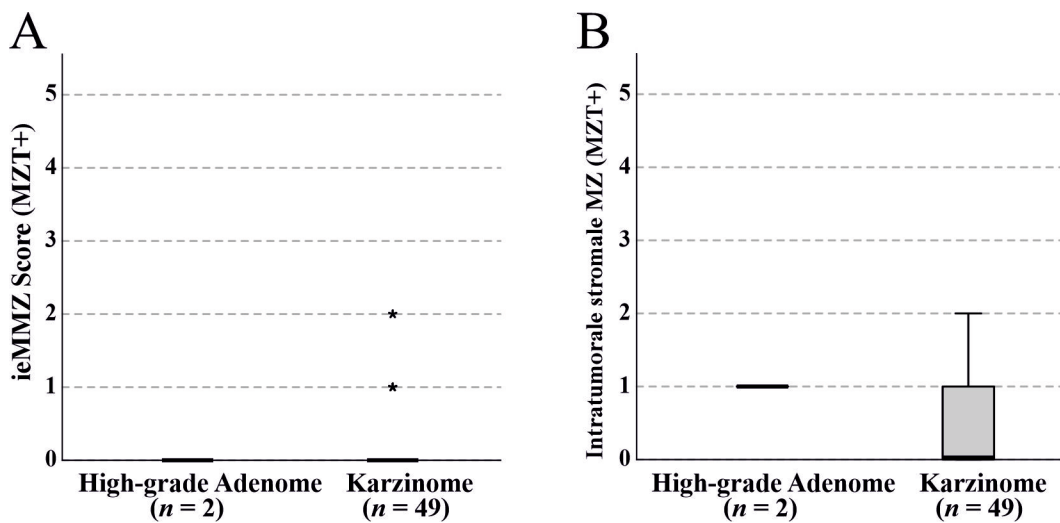 A
ieMMZ Score (MZT+)
5
4
3
2
1
0
High-grade Adenome
(n = 2)
Karzinome
(n = 49)
B
Intratumorale stromale MZ (MZT+)
5
4
3
2
1
0
High-grade Adenome
(n = 2)
Karzinome
(n = 49)